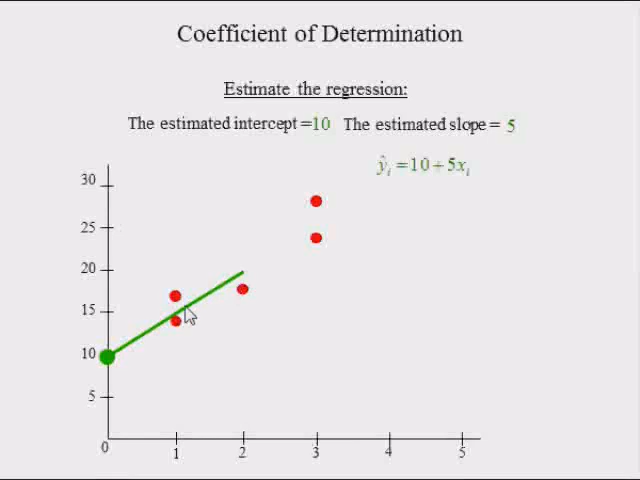 Coefficient of Determination
Estimate the regression:
The estimated intercept =10 The estimated slope = 5
ŷᵢ = 10 + 5xᵢ
30
25
20
15
10
5
0 1 2 3 4 5